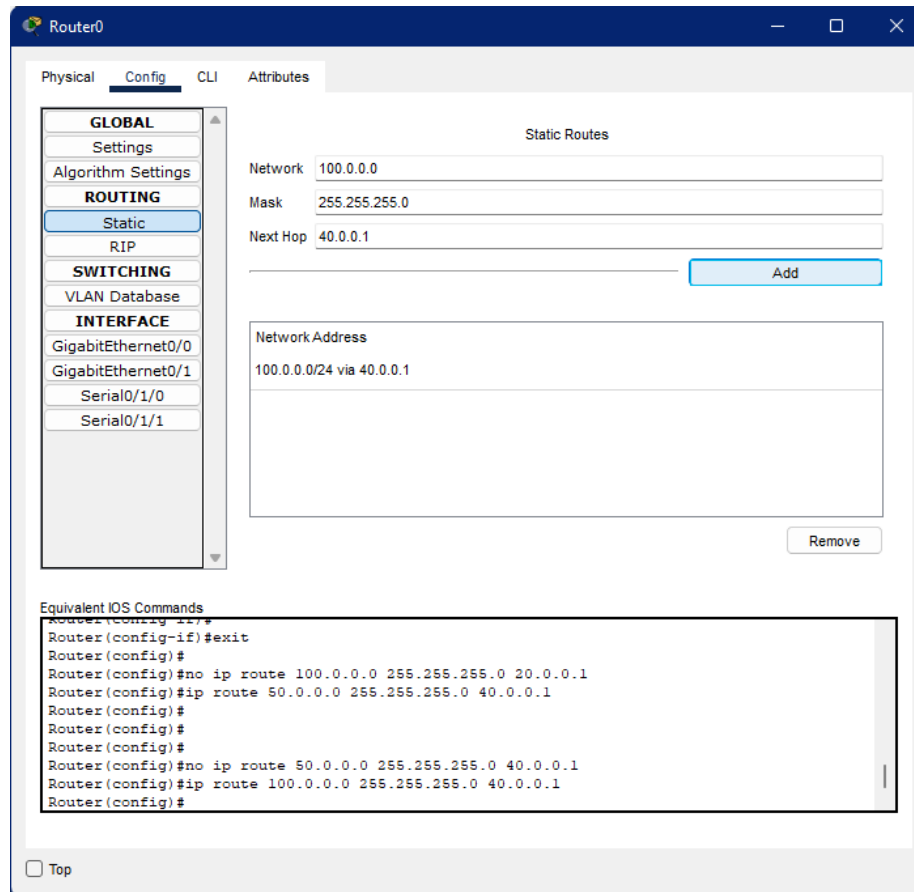 Router0
Physical Config CLI Attributes
GLOBAL
Settings
Algorithm Settings
ROUTING
Static
RIP
SWITCHING
VLAN Database
INTERFACE
GigabitEthernet0/0
GigabitEthernet0/1
Serial0/1/0
Serial0/1/1
Static Routes
Network 100.0.0.0
Mask 255.255.255.0
Next Hop 40.0.0.1
Add
Network Address
100.0.0.0/24 via 40.0.0.1
Remove
Equivalent IOS Commands
Router(config-if)#
Router(config-if)#exit
Router(config)#
Router(config)#no ip route 100.0.0.0 255.255.255.0 20.0.0.1
Router(config)#ip route 50.0.0.0 255.255.255.0 40.0.0.1
Router(config)#
Router(config)#
Router(config)#
Router(config)#no ip route 50.0.0.0 255.255.255.0 40.0.0.1
Router(config)#ip route 100.0.0.0 255.255.255.0 40.0.0.1
Router(config)#
Top